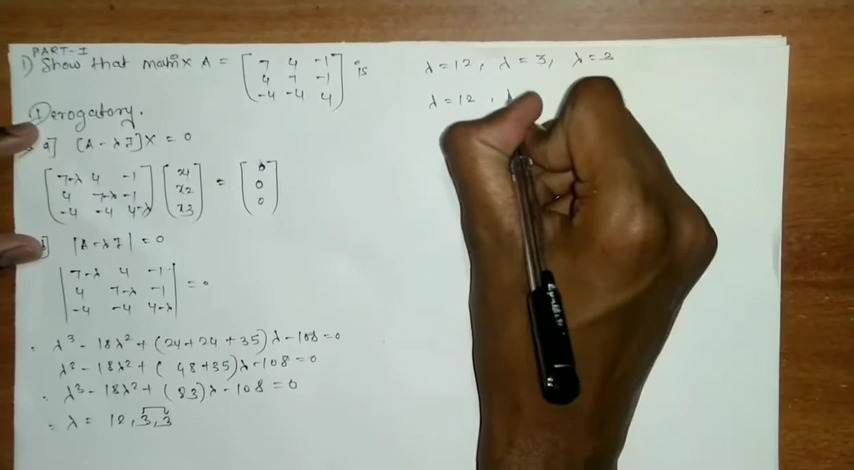 PART-I
1) Show that matrix A = [ 7 4 -1
4 7 -1
-4 -4 4 ] is
① Derogatory.
a] [A - λI]X = 0
[ 7-λ 4 -1
4 7-λ -1
-4 -4 4-λ ] [ x1
x2
x3 ] = [ 0
0
0 ]
|A - λI| = 0
| 7-λ 4 -1
4 7-λ -1
-4 -4 4-λ | = 0
λ³ - 18λ² + (24+24+35)λ - 108 = 0
λ³ - 18λ² + (48+35)λ - 108 = 0
λ³ - 18λ² + (83)λ - 108 = 0
λ = 12, 3, 3
λ = 12, λ = 3, λ = 3
λ = 12, λ